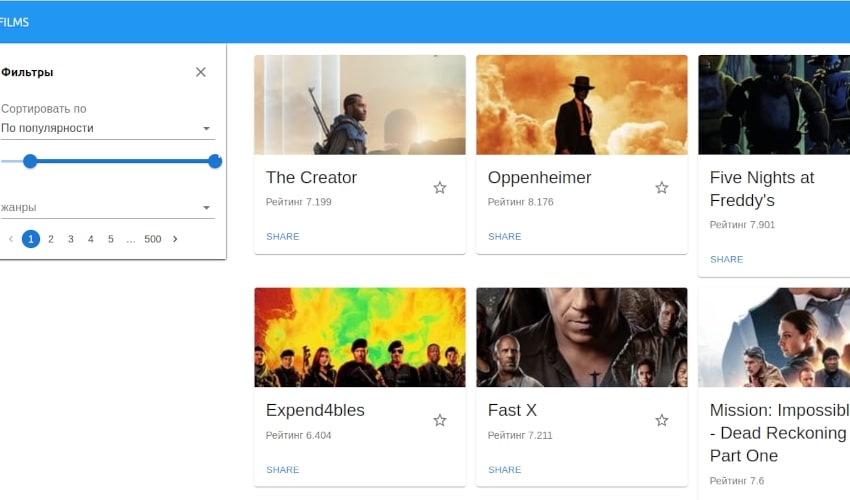 FILMS
Фильтры
Сортировать по
По популярности
жанры
1 2 3 4 5 ... 500
The Creator
Рейтинг 7.199
SHARE
Oppenheimer
Рейтинг 8.176
SHARE
Five Nights at
Freddy's
Рейтинг 7.901
SHARE
Expend4bles
Рейтинг 6.404
SHARE
Fast X
Рейтинг 7.211
SHARE
Mission: Impossibl
- Dead Reckoning
Part One
Рейтинг 7.6